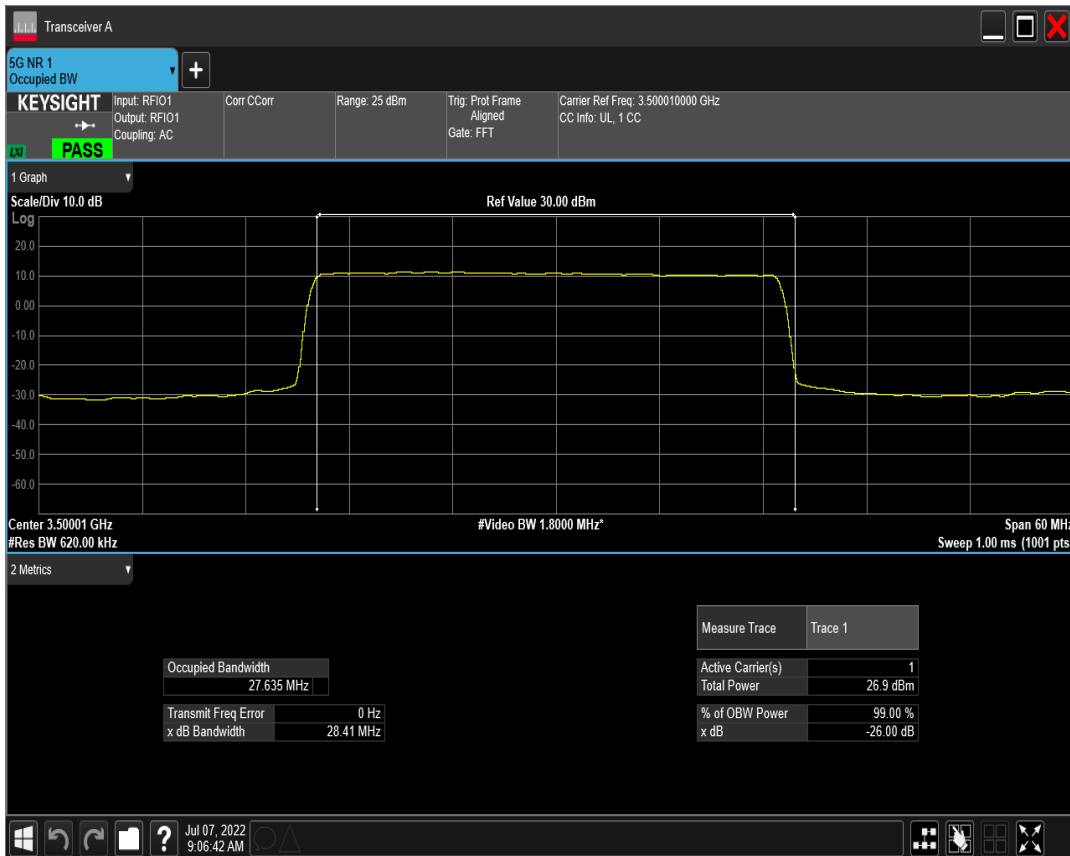 Transceiver A
5G NR 1
Occupied BW
KEYSIGHT
LXI
PASS
Input: RFIO1
Output: RFIO1
Coupling: AC
Corr CCorr
Range: 25 dBm
Trig: Prot Frame
Aligned
Gate: FFT
Carrier Ref Freq: 3.500010000 GHz
CC Info: UL, 1 CC
1 Graph
Scale/Div 10.0 dB
Ref Value 30.00 dBm
Log
20.0
10.0
0.00
-10.0
-20.0
-30.0
-40.0
-50.0
-60.0
Center 3.50001 GHz
#Video BW 1.8000 MHz*
Span 60 MHz
#Res BW 620.00 kHz
Sweep 1.00 ms (1001 pts
2 Metrics
Measure Trace Trace 1
Occupied Bandwidth
27.635 MHz
Active Carrier(s) 1
Total Power 26.9 dBm
Transmit Freq Error 0 Hz
x dB Bandwidth 28.41 MHz
% of OBW Power 99.00 %
x dB -26.00 dB
?
Jul 07, 2022
9:06:42 AM